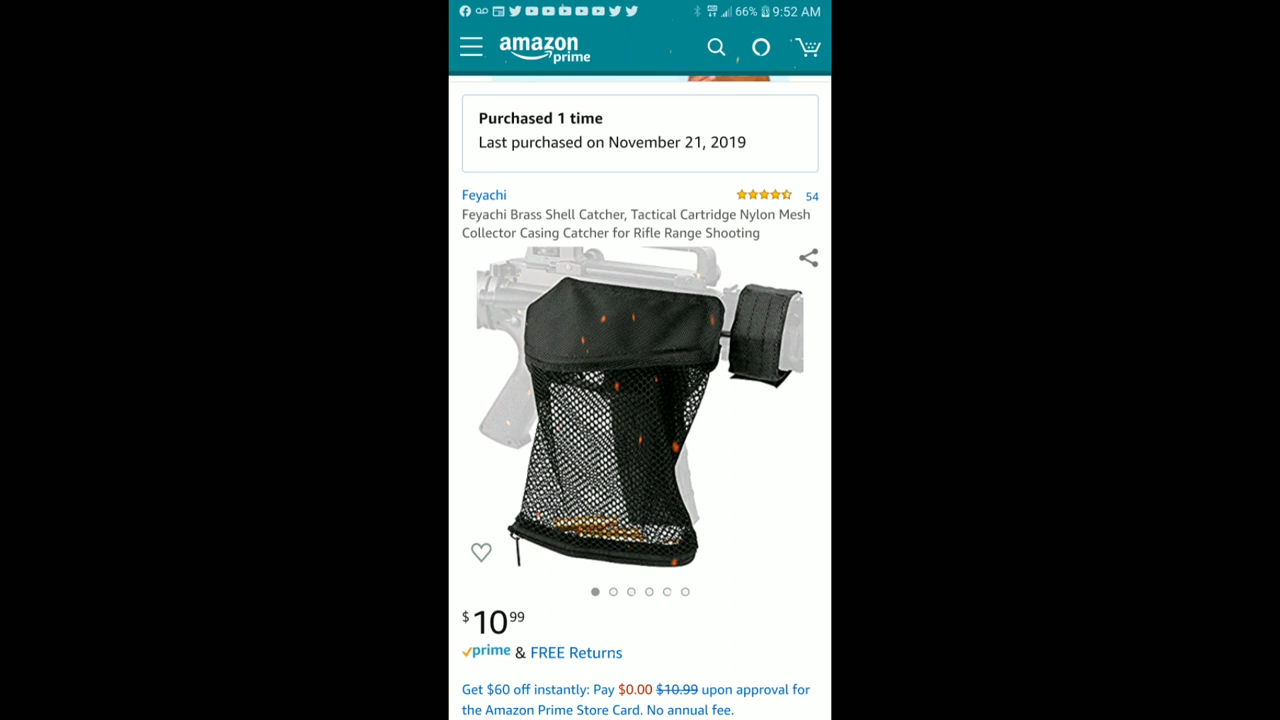 66% 9:52 AM
amazon
prime
Purchased 1 time
Last purchased on November 21, 2019
Feyachi
54
Feyachi Brass Shell Catcher, Tactical Cartridge Nylon Mesh
Collector Casing Catcher for Rifle Range Shooting
$10 99
prime & FREE Returns
Get $60 off instantly: Pay $0.00 $10.99 upon approval for
the Amazon Prime Store Card. No annual fee.